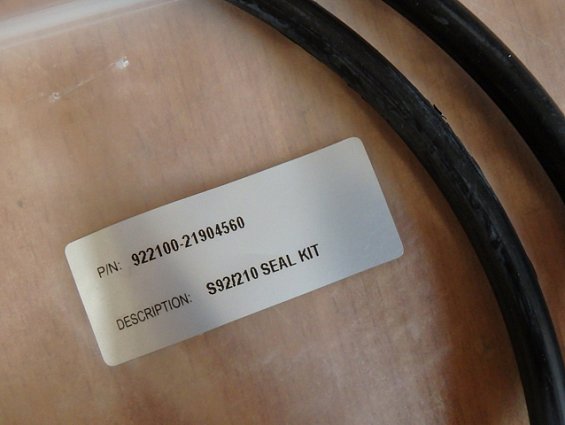 P/N: 922100-21904560
DESCRIPTION: S92/210 SEAL KIT